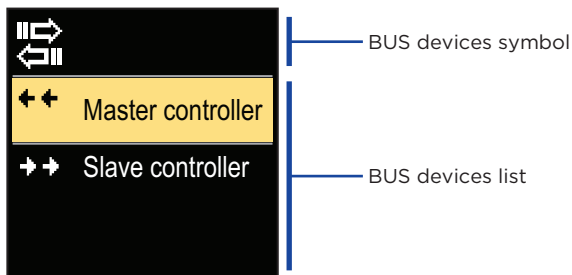 BUS devices symbol
Master controller
Slave controller
BUS devices list